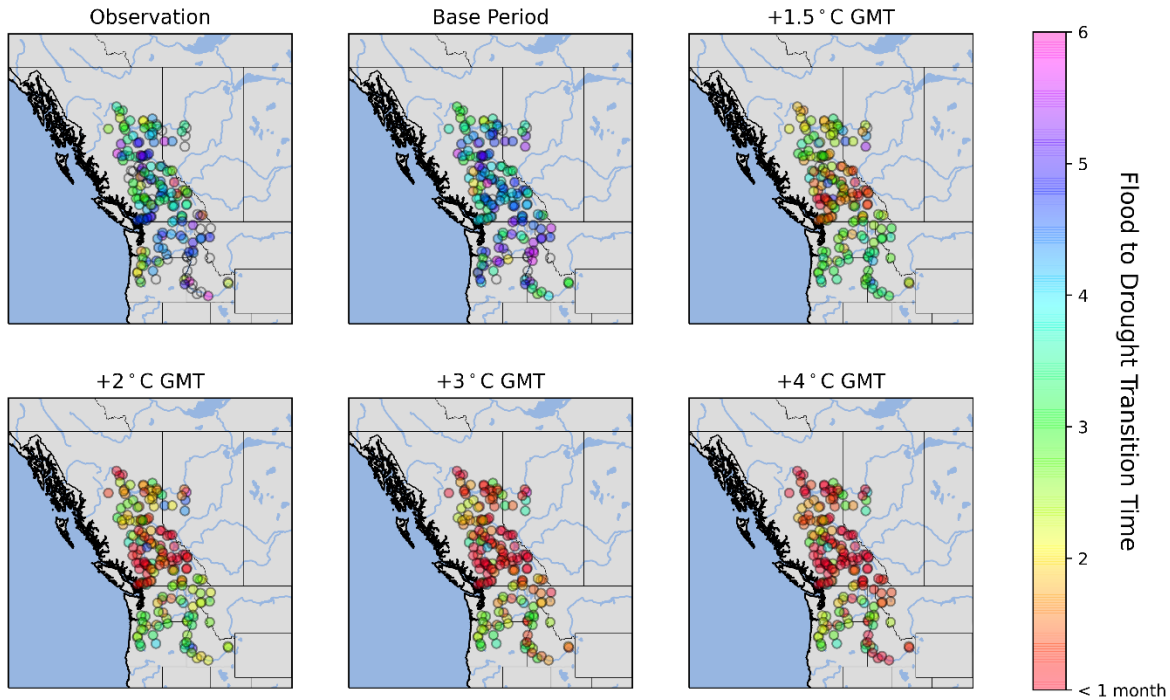 Observation
Base Period
+1.5°C GMT
+2°C GMT
+3°C GMT
+4°C GMT
6
5
4
3
2
< 1 month
Flood to Drought Transition Time